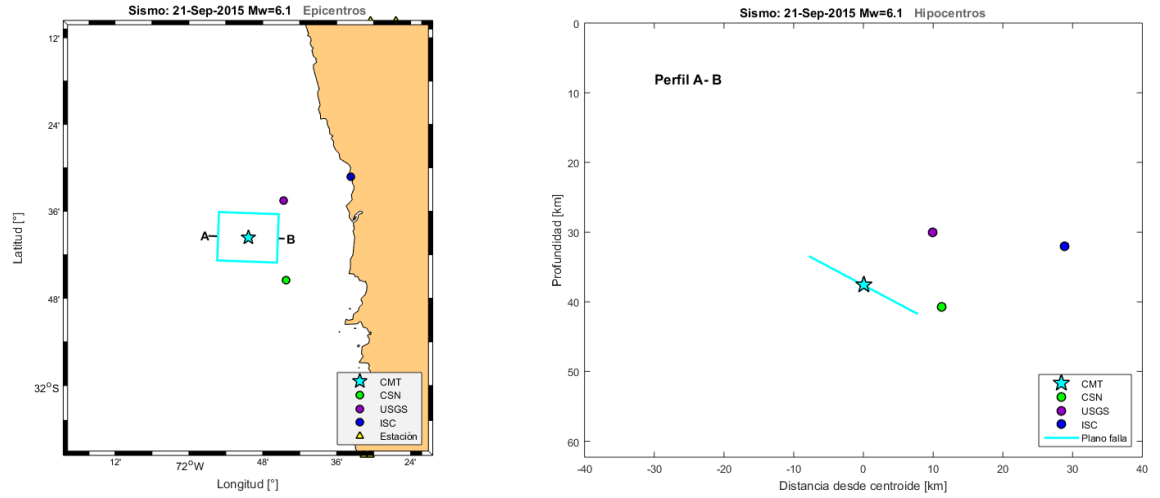 Sismo: 21-Sep-2015 Mw=6.1 Epicentros
12'
24'
36'
48'
32°S
Latitud [°]
A
B
CMT
CSN
USGS
ISC
Estación
12'
72°W
48'
36'
24'
Longitud [°]
Sismo: 21-Sep-2015 Mw=6.1 Hipocentros
Perfil A- B
0
10
20
30
40
50
60
Profundidad [km]
CMT
CSN
USGS
ISC
Plano falla
-40
-30
-20
-10
0
10
20
30
40
Distancia desde centroide [km]